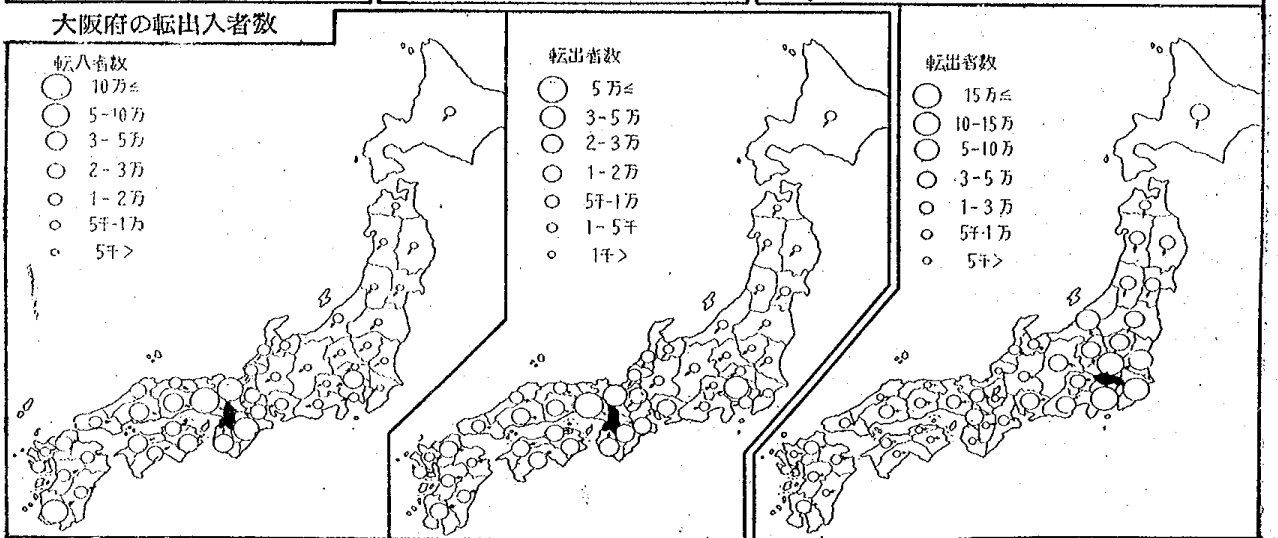 大阪府の転出入者数
転入者数
10万≤
5-10万
3-5万
2-3万
1-2万
5千-1万
5千>
転出者数
5万≤
3-5万
2-3万
1-2万
5千-1万
1-5千
1千>
転出者数
15万≤
10-15万
5-10万
3-5万
1-3万
5千-1万
5千>